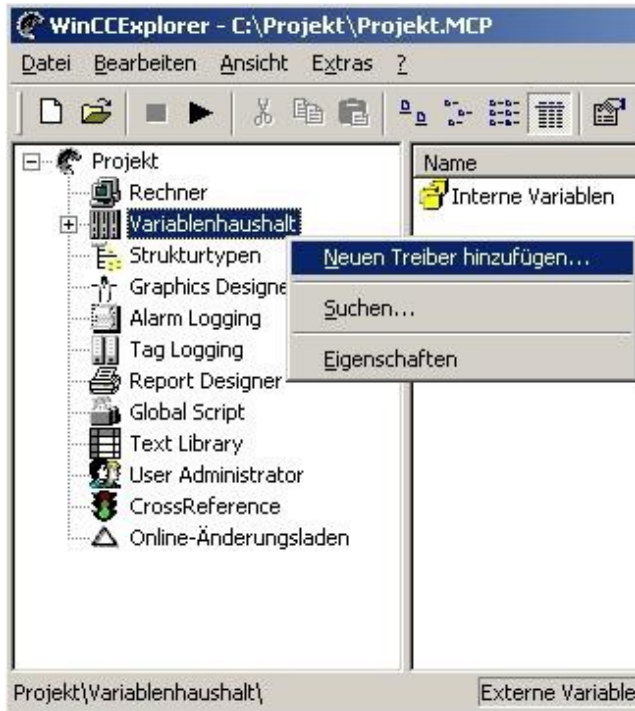 WinCCExplorer - C:\Projekt\Projekt.MCP
Datei Bearbeiten Ansicht Extras ?
Projekt
Rechner
Variablenhaushalt
Strukturtypen
Graphics Designe
Alarm Logging
Tag Logging
Report Designer
Global Script
Text Library
User Administrator
CrossReference
Online-Änderungsladen
Name
Interne Variablen
Neuen Treiber hinzufügen...
Suchen...
Eigenschaften
Projekt\Variablenhaushalt\
Externe Variable